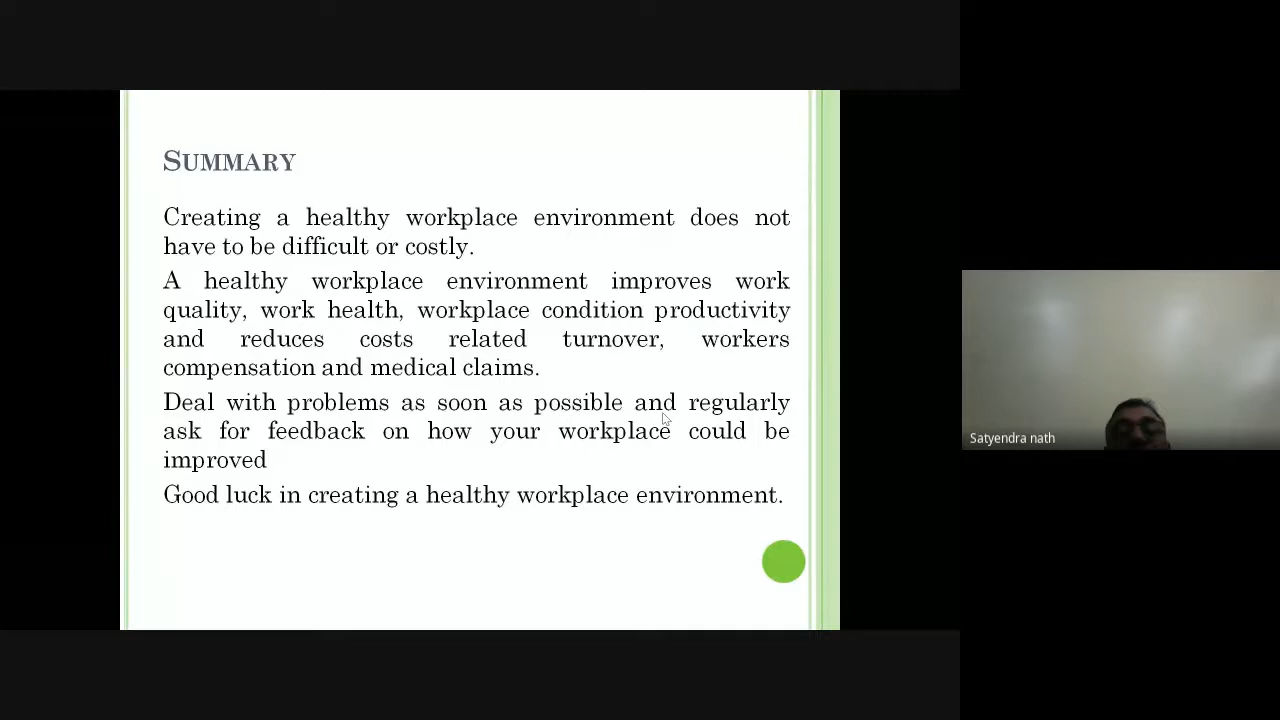 SUMMARY
Creating a healthy workplace environment does not
have to be difficult or costly.
A healthy workplace environment improves work
quality, work health, workplace condition productivity
and reduces costs related turnover, workers
compensation and medical claims.
Deal with problems as soon as possible and regularly
ask for feedback on how your workplace could be
improved
Good luck in creating a healthy workplace environment.
Satyendra nath